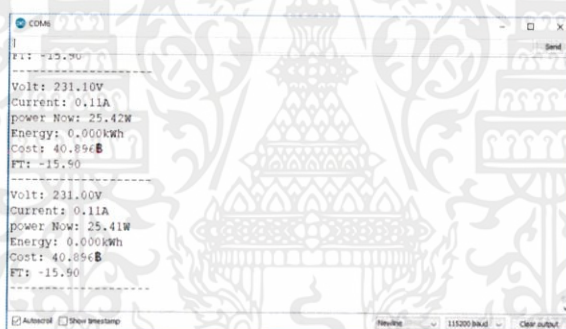 COM6
Send
FT: -15.90
------------------------
Volt: 231.10V
Current: 0.11A
power Now: 25.42W
Energy: 0.000kWh
Cost: 40.896฿
FT: -15.90
------------------------
Volt: 231.00V
Current: 0.11A
power Now: 25.41W
Energy: 0.000kWh
Cost: 40.896฿
FT: -15.90
------------------------
Autoscroll Show timestamp Newline 115200 baud Clear output